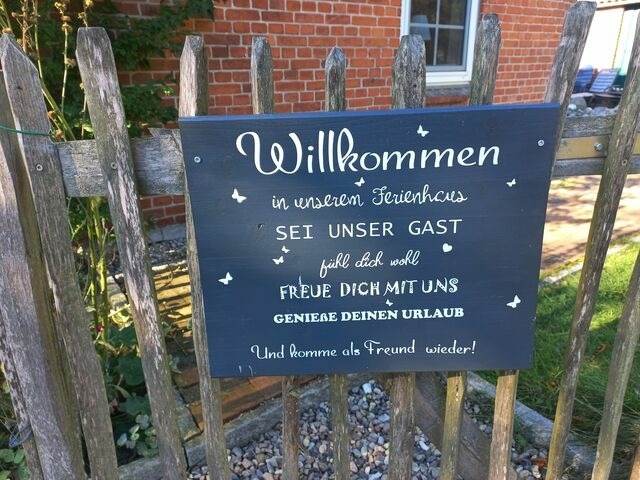 Willkommen
in unserem Ferienhaus
SEI UNSER GAST
fühl dich wohl
FREUE DICH MIT UNS
GENIEßE DEINEN URLAUB
Und komme als Freund wieder!